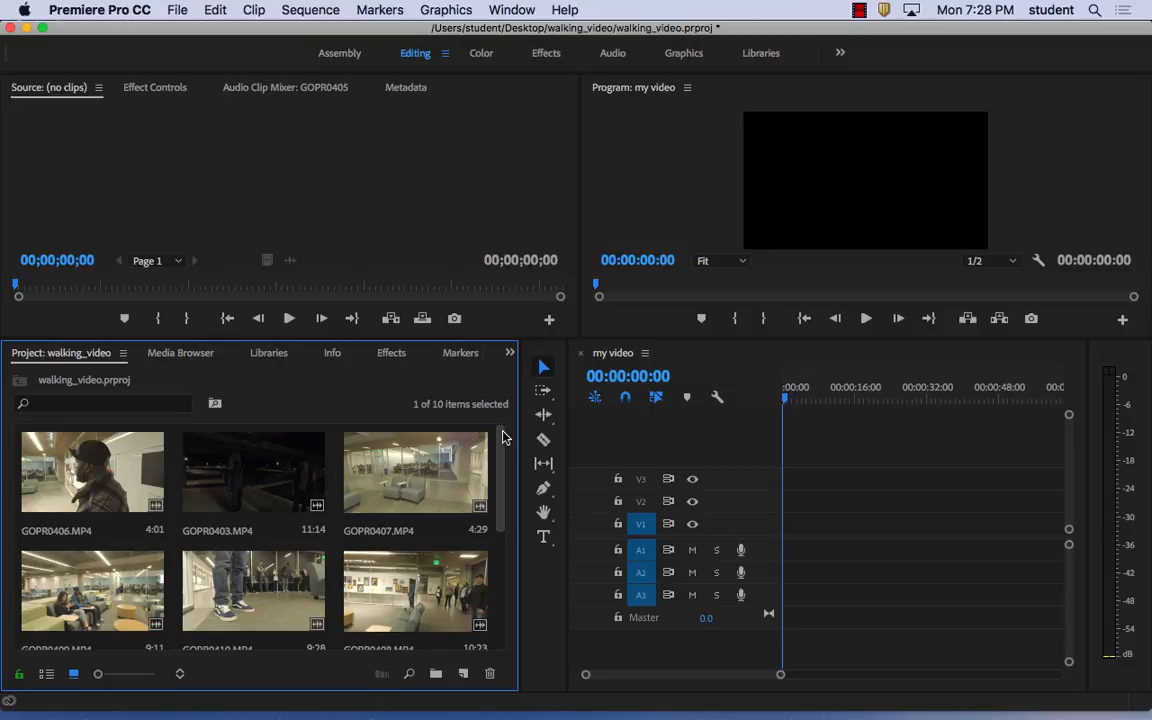 Premiere Pro CC File Edit Clip Sequence Markers Graphics Window Help Mon 7:28 PM student
/Users/student/Desktop/walking_video/walking_video.prproj *
Assembly Editing Color Effects Audio Graphics Libraries
Source: (no clips) Effect Controls Audio Clip Mixer: GOPR0405 Metadata
Program: my video
00;00;00;00 Page 1 00;00;00;00
00:00:00:00 Fit 1/2 00:00:00:00
Project: walking_video Media Browser Libraries Info Effects Markers
walking_video.prproj
1 of 10 items selected
GOPR0406.MP4 4:01
GOPR0403.MP4 11:14
GOPR0407.MP4 4:29
GOPR0409.MP4 9:11
GOPR0410.MP4 9:28
GOPR0408.MP4 10:23
T
my video
00:00:00:00
:00:00 00:00:16:00 00:00:32:00 00:00:48:00 00:0
V3
V2
V1
A1 M S
A2 M S
A3 M S
Master 0.0
0
-6
-12
-18
-24
-30
-36
-42
-48
-54
dB